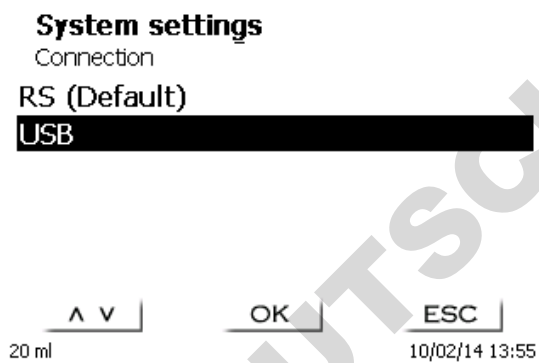 System settings
Connection
RS (Default)
USB
∧ ∨ OK ESC
20 ml 10/02/14 13:55